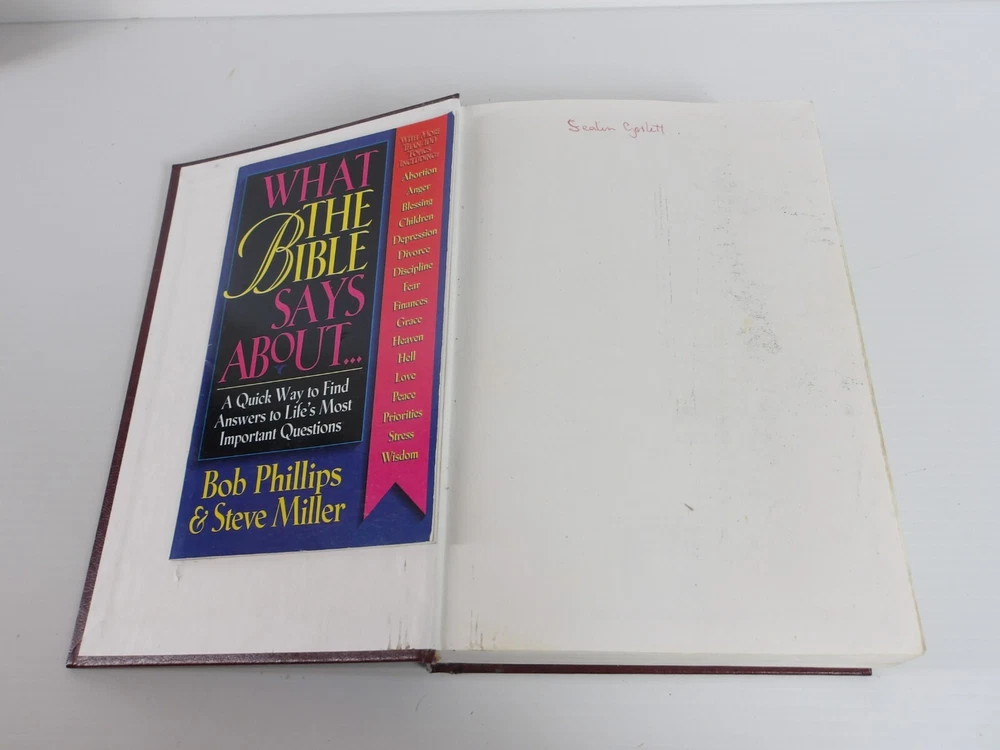 WHAT
THE
BIBLE
SAYS
ABOUT...
A Quick Way to Find
Answers to Life's Most
Important Questions
Bob Phillips
& Steve Miller
WITH MORE
THAN 100
TOPICS
INCLUDING:
Abortion
Anger
Blessing
Children
Depression
Divorce
Discipline
Fear
Finances
Grace
Heaven
Hell
Love
Peace
Priorities
Stress
Wisdom